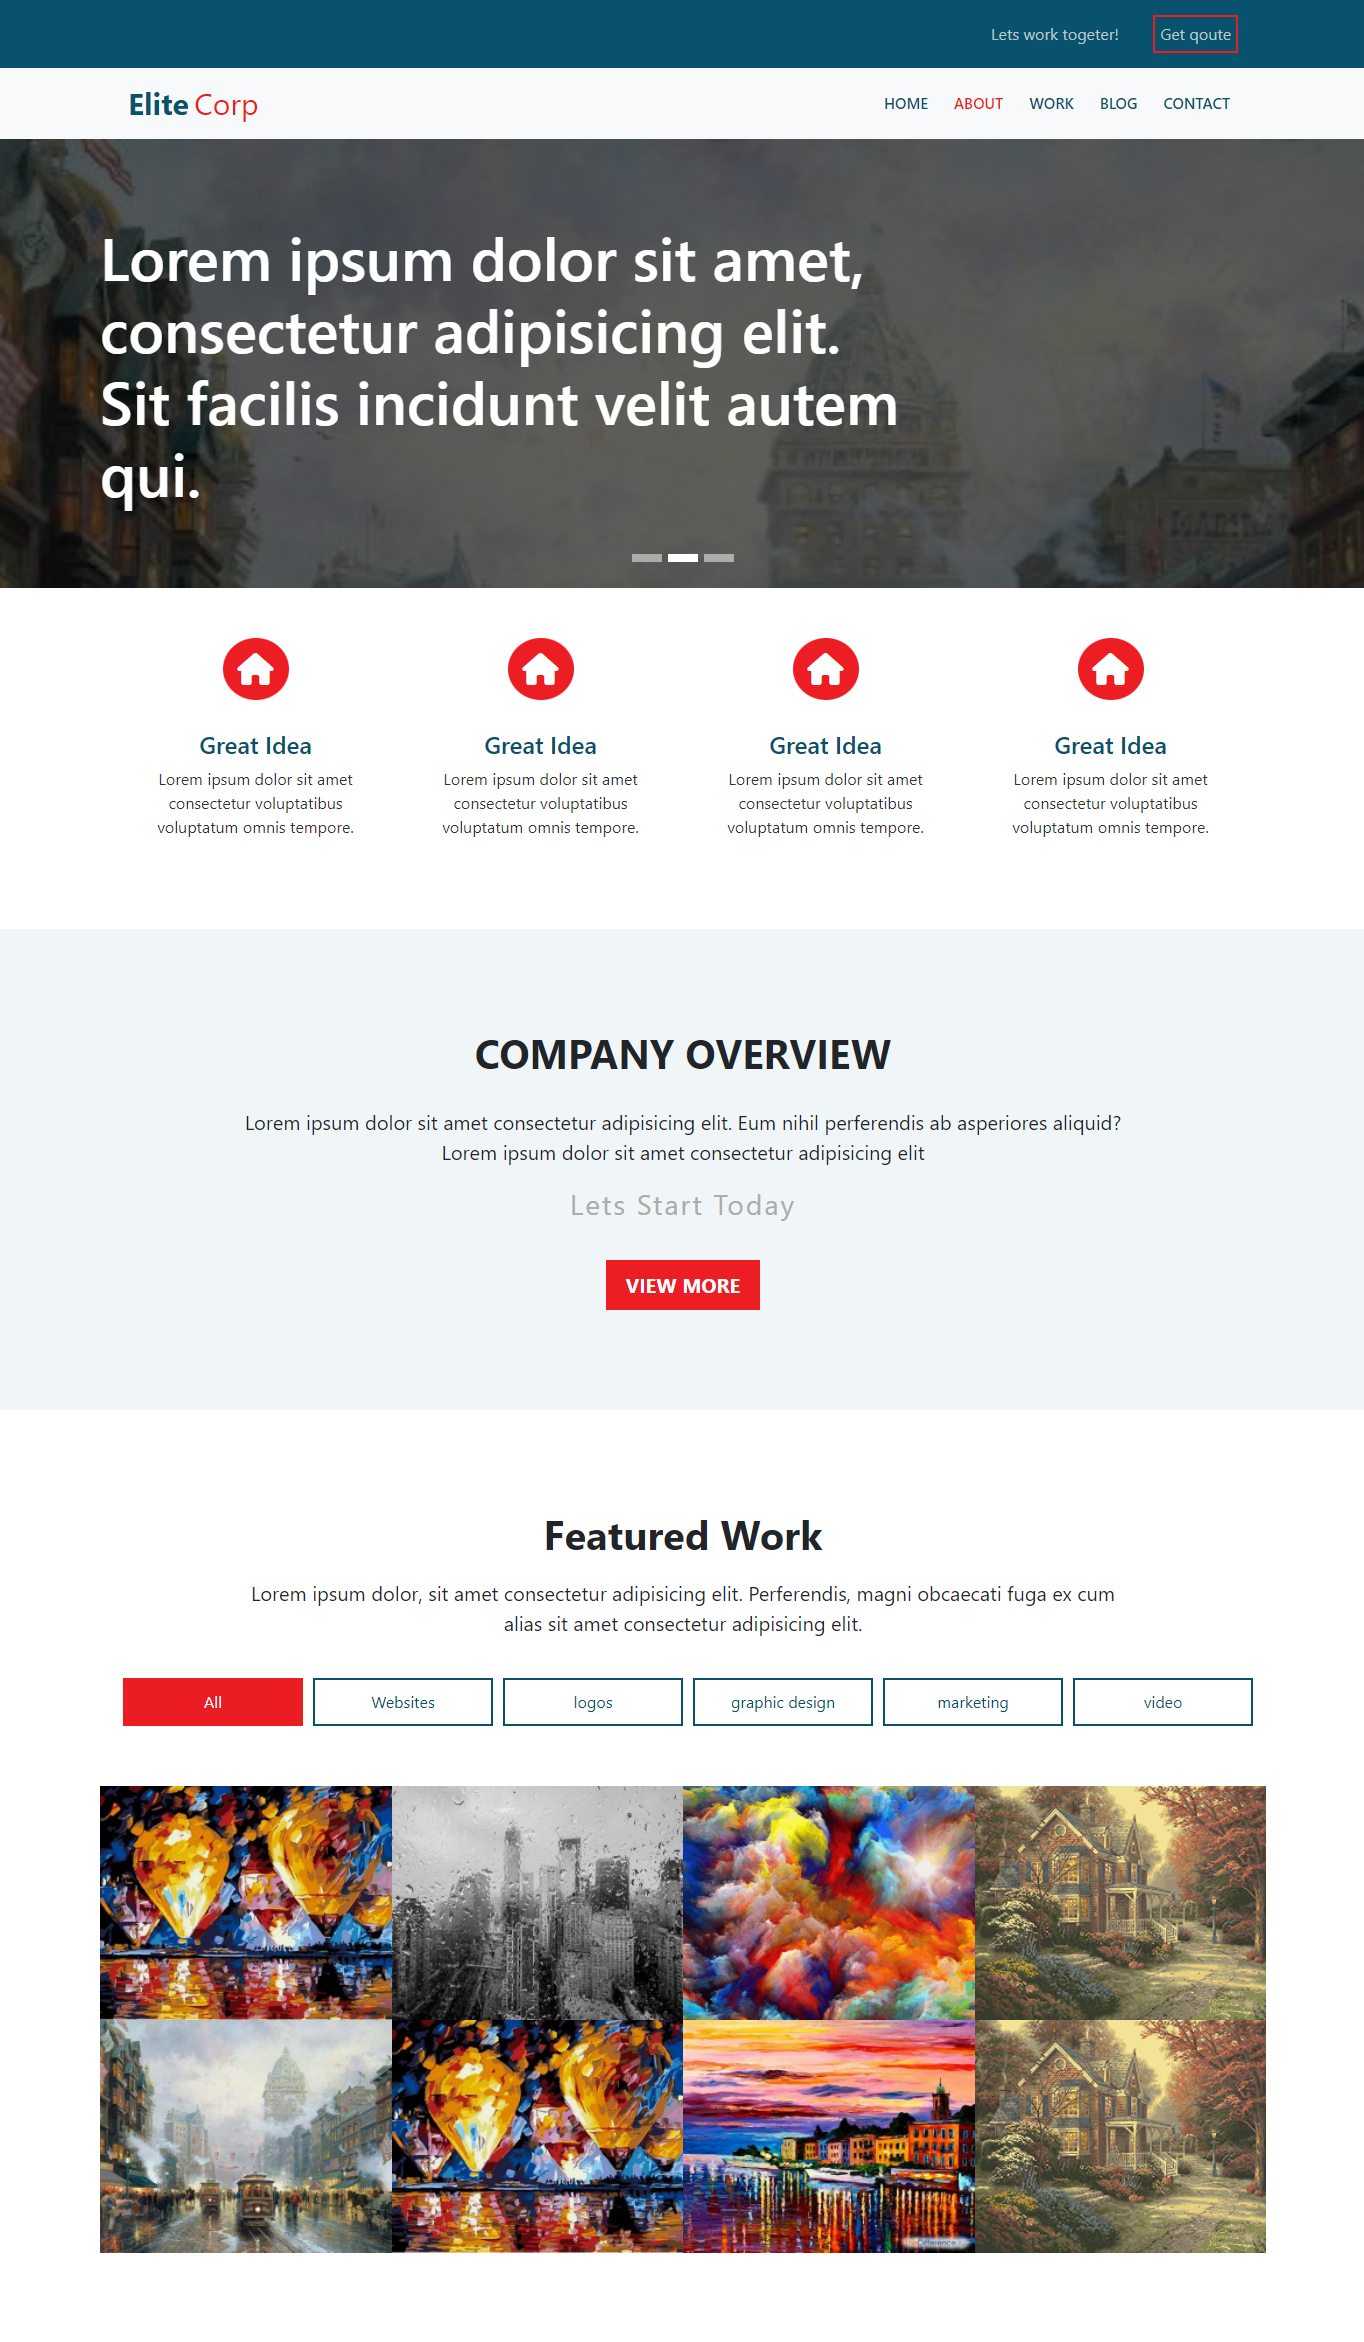 Lets work togeter! Get qoute
Elite Corp HOME ABOUT WORK BLOG CONTACT
Lorem ipsum dolor sit amet,
consectetur adipisicing elit.
Sit facilis incidunt velit autem
qui.
Great Idea
Lorem ipsum dolor sit amet
consectetur voluptatibus
voluptatum omnis tempore.
Great Idea
Lorem ipsum dolor sit amet
consectetur voluptatibus
voluptatum omnis tempore.
Great Idea
Lorem ipsum dolor sit amet
consectetur voluptatibus
voluptatum omnis tempore.
Great Idea
Lorem ipsum dolor sit amet
consectetur voluptatibus
voluptatum omnis tempore.
COMPANY OVERVIEW
Lorem ipsum dolor sit amet consectetur adipisicing elit. Eum nihil perferendis ab asperiores aliquid?
Lorem ipsum dolor sit amet consectetur adipisicing elit
Lets Start Today
VIEW MORE
Featured Work
Lorem ipsum dolor, sit amet consectetur adipisicing elit. Perferendis, magni obcaecati fuga ex cum
alias sit amet consectetur adipisicing elit.
All Websites logos graphic design marketing video
Difference